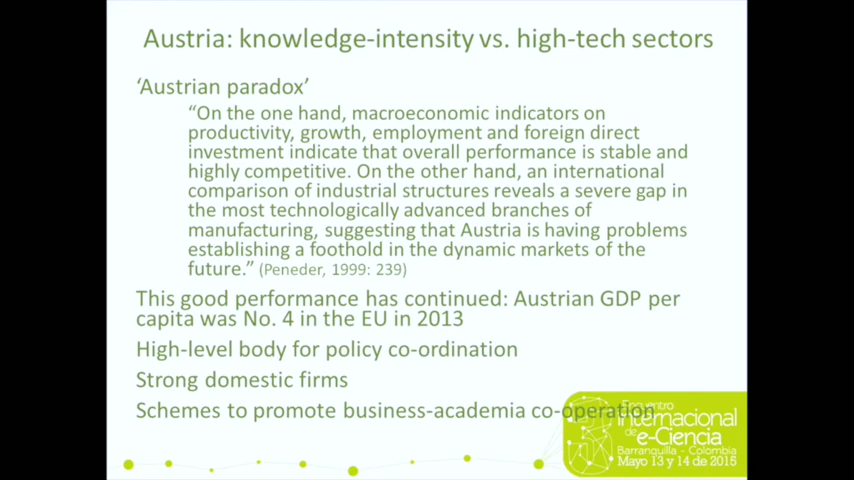 Austria: knowledge-intensity vs. high-tech sectors
‘Austrian paradox’
“On the one hand, macroeconomic indicators on
productivity, growth, employment and foreign direct
investment indicate that overall performance is stable and
highly competitive. On the other hand, an international
comparison of industrial structures reveals a severe gap in
the most technologically advanced branches of
manufacturing, suggesting that Austria is having problems
establishing a foothold in the dynamic markets of the
future.” (Peneder, 1999: 239)
This good performance has continued: Austrian GDP per
capita was No. 4 in the EU in 2013
High-level body for policy co-ordination
Strong domestic firms
Schemes to promote business-academia co-operation
Encuentro
internacional
de e-Ciencia
Barranquilla - Colombia
Mayo 13 y 14 de 2015